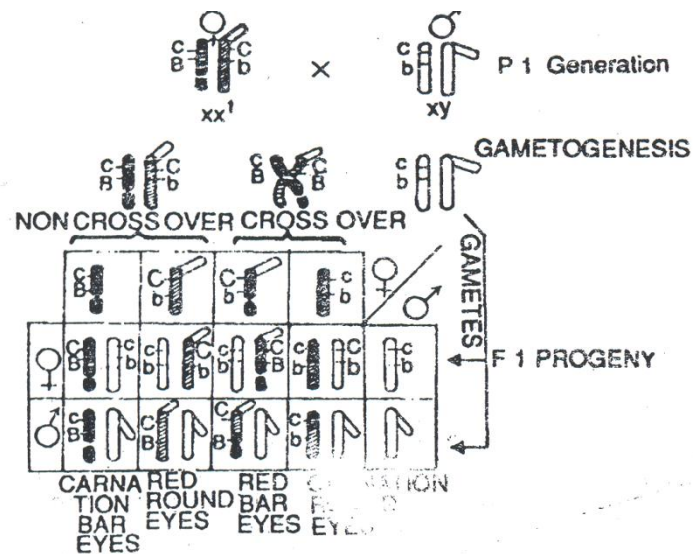 ♀ ♂
c C c
B b × b P 1 Generation
xx¹ xy
GAMETOGENESIS
c C c C c
B b B B b
NON CROSS OVER CROSS OVER
GAMETES
c C C c ♀
B b B b ♂
♀ c c c C c C c c c F 1 PROGENY
B b b b b B b b b
♂ c C C c
B B B b
CARNA RED RED
TION ROUND BAR
BAR EYES EYES
EYES